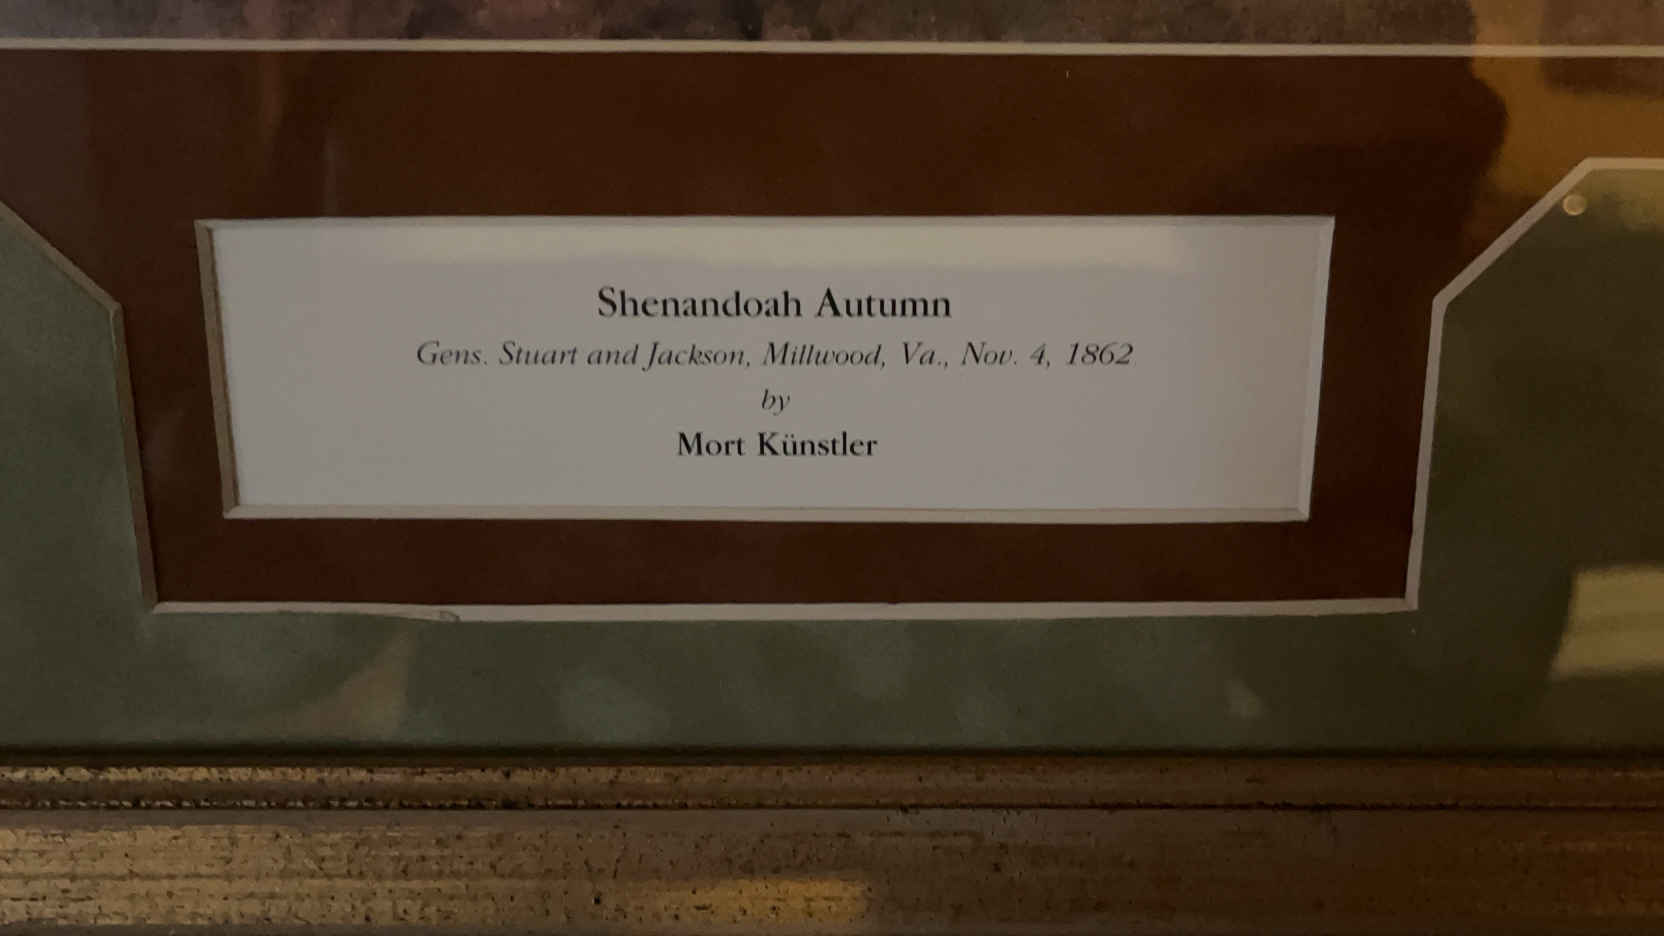 Shenandoah Autumn
Gens. Stuart and Jackson, Millwood, Va., Nov. 4, 1862
by
Mort Künstler